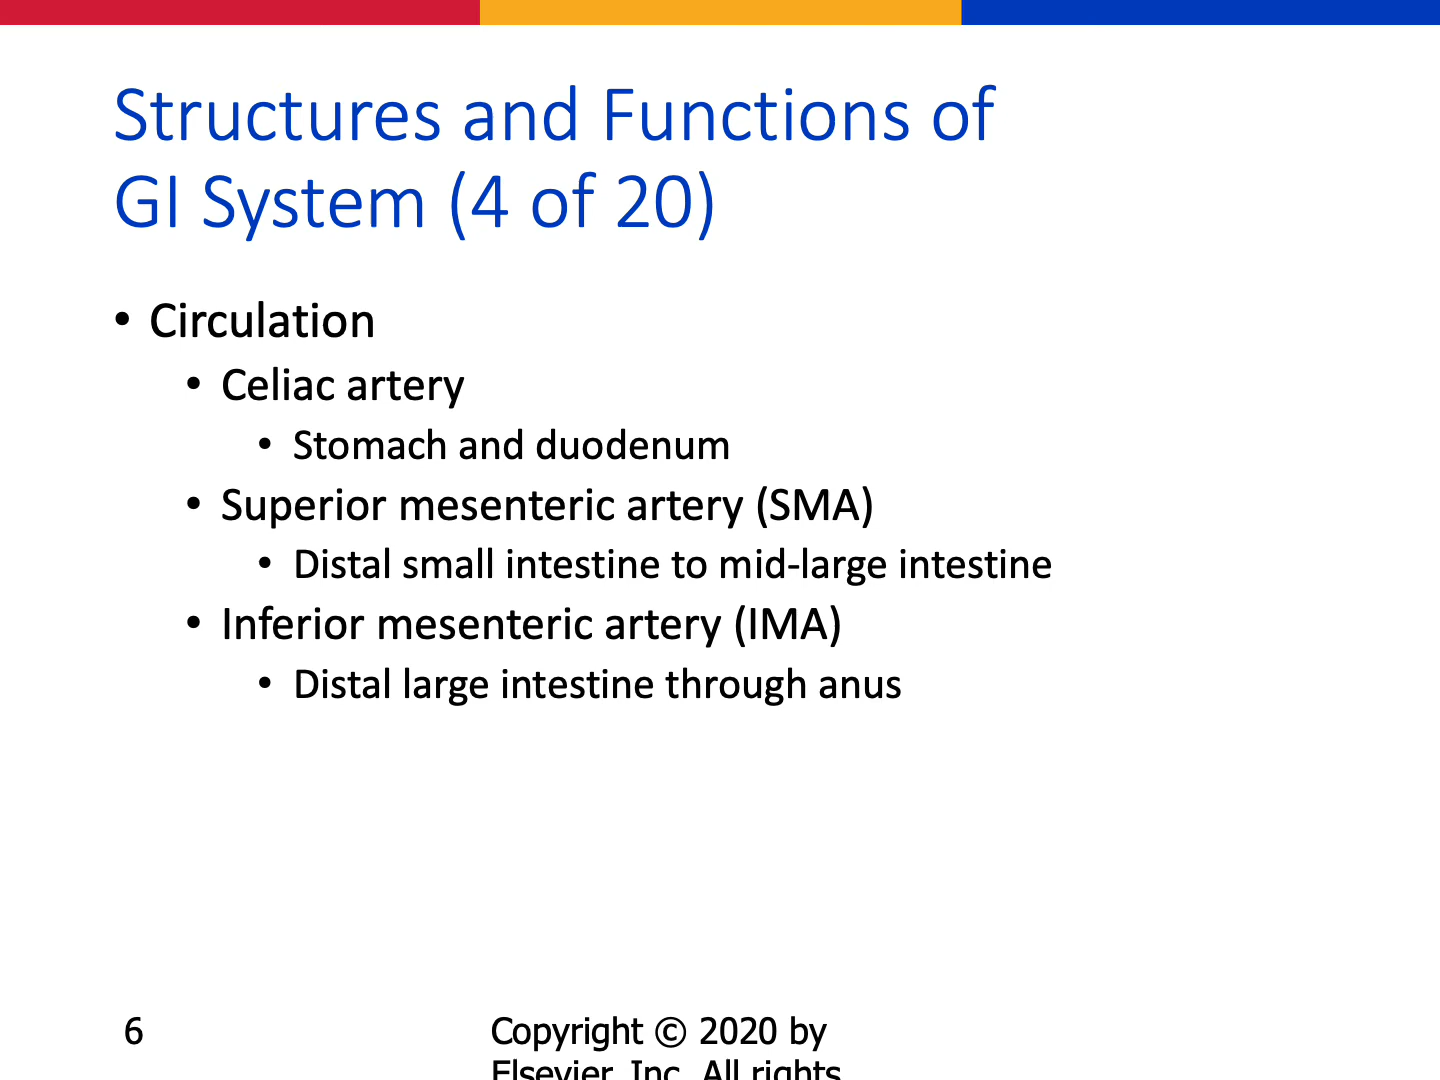 Structures and Functions of
GI System (4 of 20)
• Circulation
• Celiac artery
• Stomach and duodenum
• Superior mesenteric artery (SMA)
• Distal small intestine to mid-large intestine
• Inferior mesenteric artery (IMA)
• Distal large intestine through anus
6
Copyright © 2020 by
Elsevier, Inc. All rights